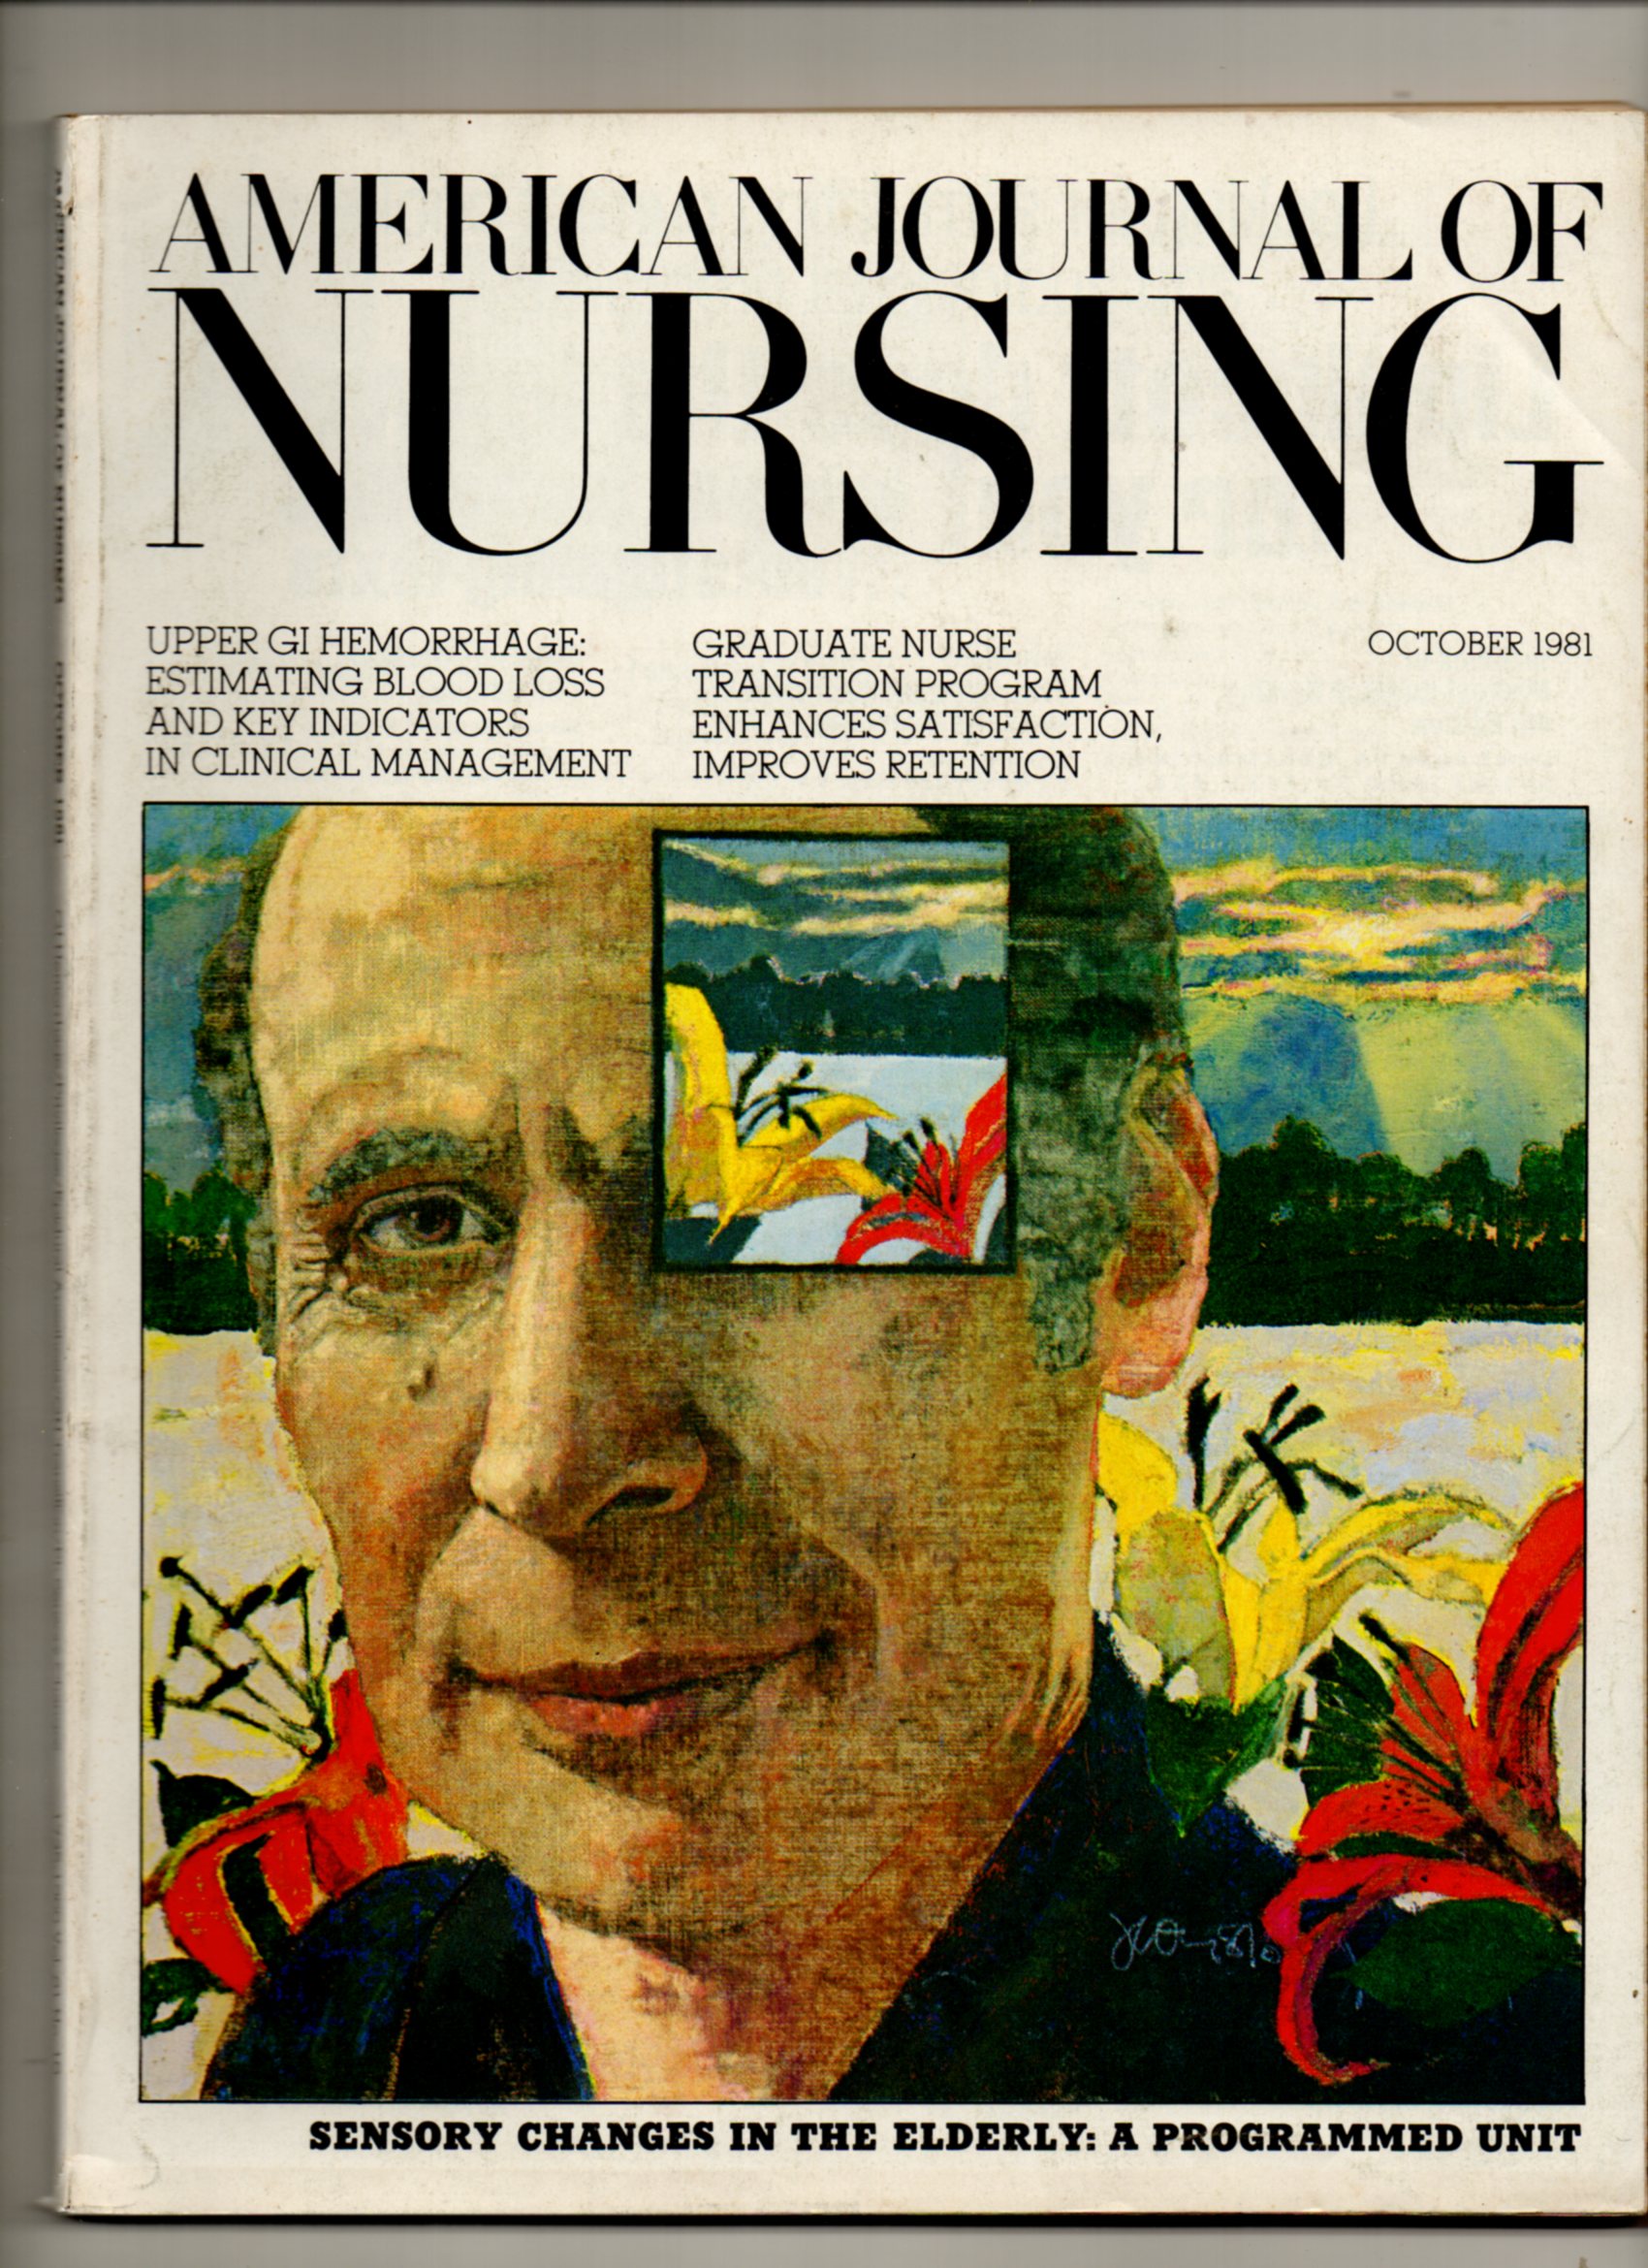 AMERICAN JOURNAL OF
NURSING
UPPER GI HEMORRHAGE:
ESTIMATING BLOOD LOSS
AND KEY INDICATORS
IN CLINICAL MANAGEMENT
GRADUATE NURSE
TRANSITION PROGRAM
ENHANCES SATISFACTION,
IMPROVES RETENTION
OCTOBER 1981
SENSORY CHANGES IN THE ELDERLY: A PROGRAMMED UNIT